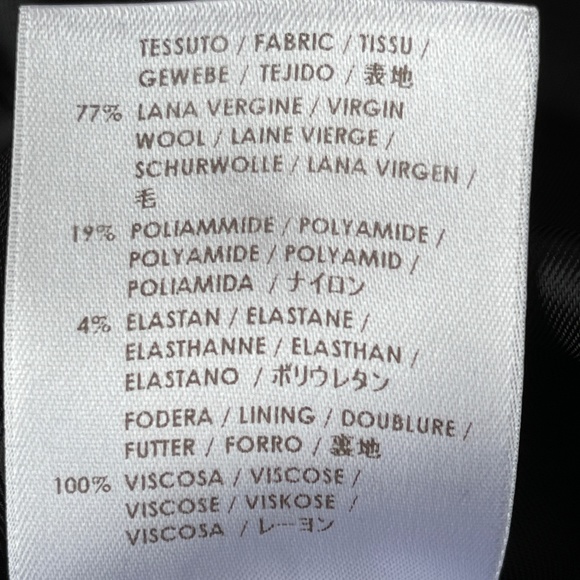 TESSUTO / FABRIC / TISSU /
GEWEBE / TEJIDO / 表地
77% LANA VERGINE / VIRGIN
WOOL / LAINE VIERGE /
SCHURWOLLE / LANA VIRGEN /
毛
19% POLIAMMIDE / POLYAMIDE /
POLYAMIDE / POLYAMID /
POLIAMIDA / ナイロン
4% ELASTAN / ELASTANE /
ELASTHANNE / ELASTHAN /
ELASTANO / ポリウレタン
FODERA / LINING / DOUBLURE /
FUTTER / FORRO / 裏地
100% VISCOSA / VISCOSE /
VISCOSE / VISKOSE /
VISCOSA / レーヨン